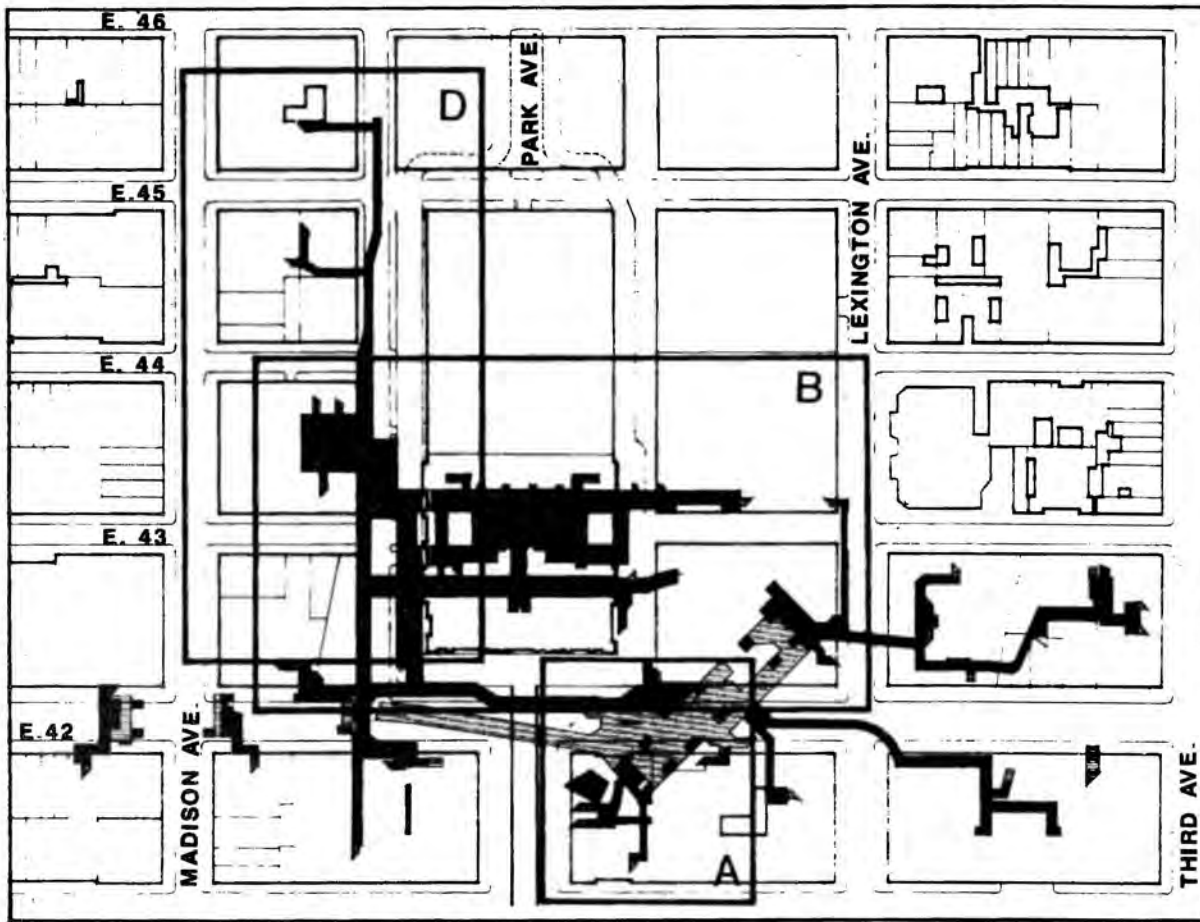 E. 46
PARK AVE.
D
E. 45
LEXINGTON AVE.
E. 44
B
E. 43
E. 42
MADISON AVE.
THIRD AVE.
A